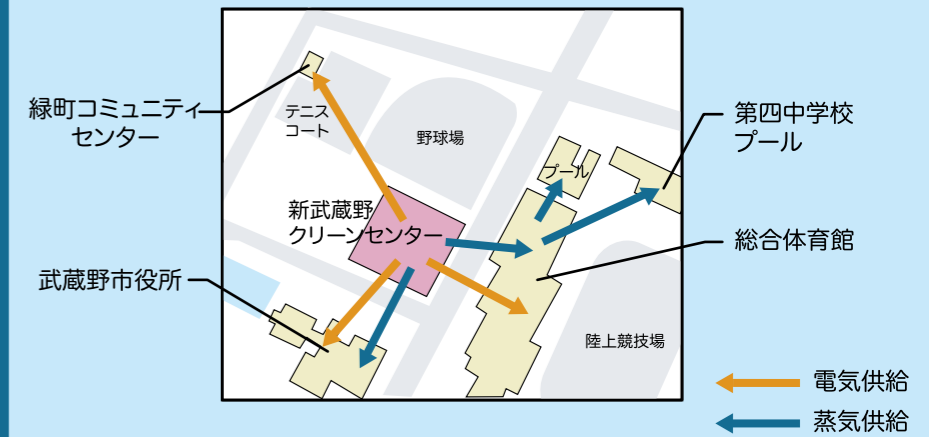 緑町コミュニティ
センター
テニス
コート
野球場
プール
第四中学校
プール
新武蔵野
クリーンセンター
総合体育館
武蔵野市役所
陸上競技場
電気供給
蒸気供給